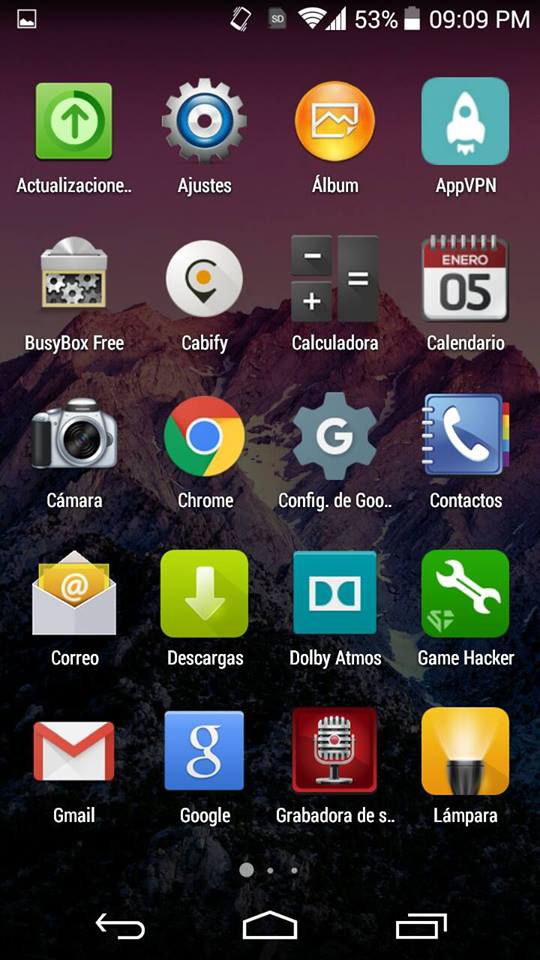 SD 53% 09:09 PM
Actualizacione.. Ajustes Álbum AppVPN
ENERO
05
BusyBox Free Cabify Calculadora Calendario
G
Cámara Chrome Config. de Goo.. Contactos
@
Correo Descargas Dolby Atmos Game Hacker
g
Gmail Google Grabadora de s.. Lámpara